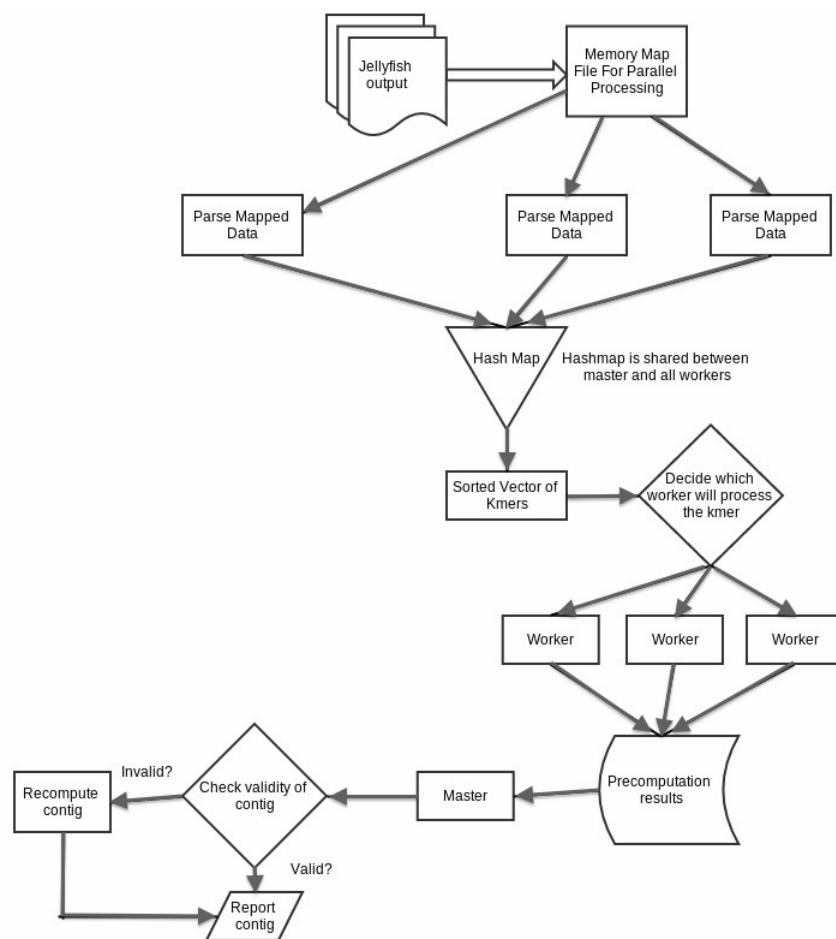 Jellyfish
output
Memory Map
File For Parallel
Processing
Parse Mapped
Data
Parse Mapped
Data
Parse Mapped
Data
Hash Map
Hashmap is shared between
master and all workers
Sorted Vector of
Kmers
Decide which
worker will process
the kmer
Worker
Worker
Worker
Precomputation
results
Master
Check validity of
contig
Invalid?
Recompute
contig
Valid?
Report
contig